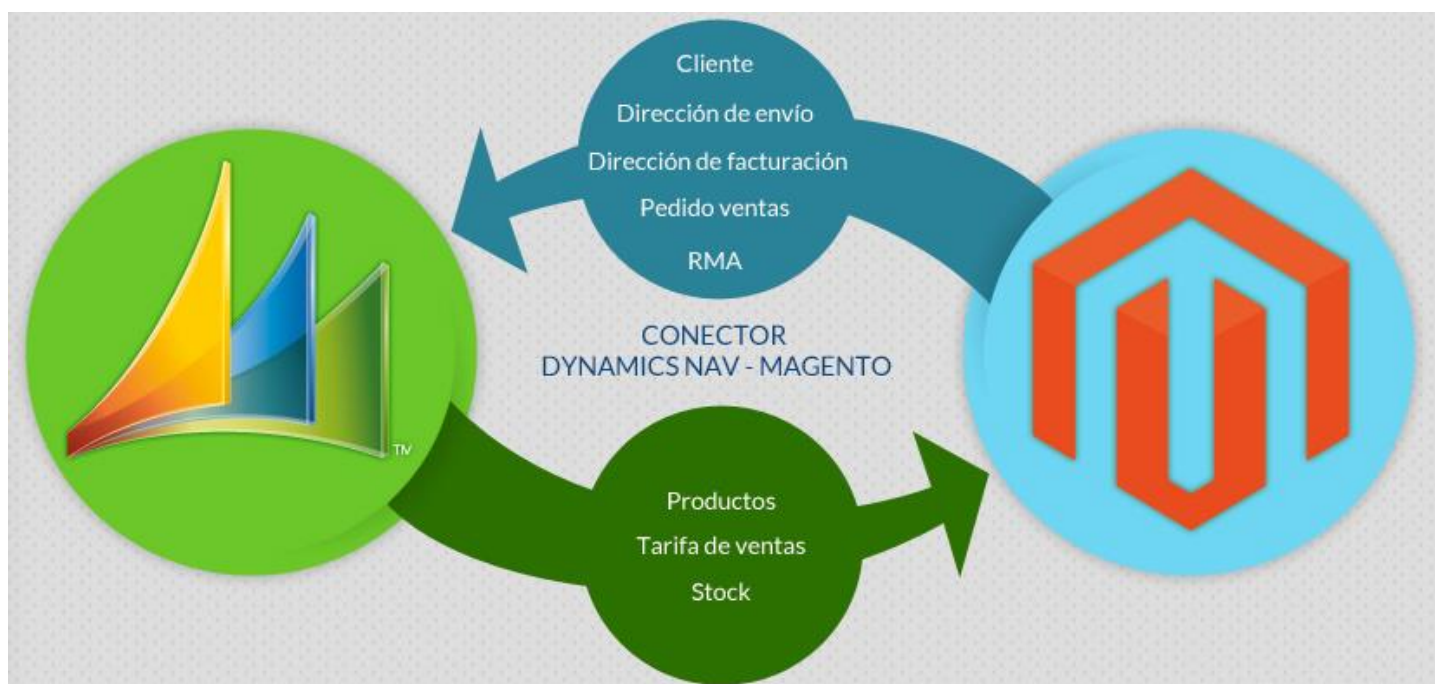 Cliente
Dirección de envío
Dirección de facturación
Pedido ventas
RMA
CONECTOR
DYNAMICS NAV - MAGENTO
TM
Productos
Tarifa de ventas
Stock